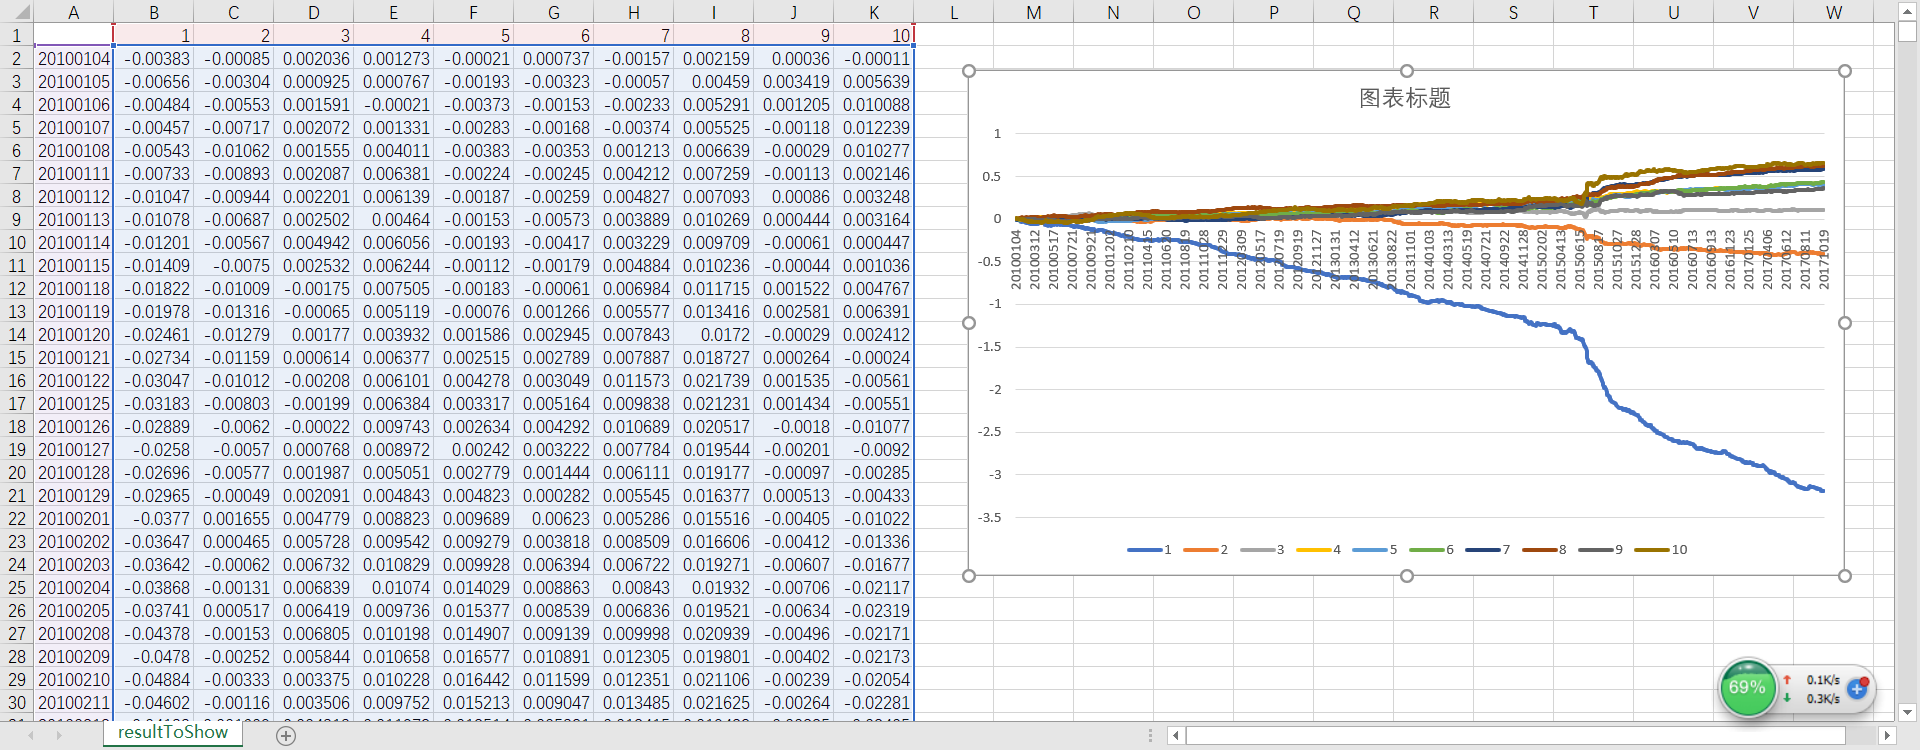 A B C D E F G H I J K L M N O P Q R S T U V W
1 1 2 3 4 5 6 7 8 9 10
2 20100104 -0.00383 -0.00085 0.002036 0.001273 -0.00021 0.000737 -0.00157 0.002159 0.00036 -0.00011
3 20100105 -0.00656 -0.00304 0.000925 0.000767 -0.00193 -0.00323 -0.00057 0.00459 0.003419 0.005639
4 20100106 -0.00484 -0.00553 0.001591 -0.00021 -0.00373 -0.00153 -0.00233 0.005291 0.001205 0.010088
5 20100107 -0.00457 -0.00717 0.002072 0.001331 -0.00283 -0.00168 -0.00374 0.005525 -0.00118 0.012239
6 20100108 -0.00543 -0.01062 0.001555 0.004011 -0.00383 -0.00353 0.001213 0.006639 -0.00029 0.010277
7 20100111 -0.00733 -0.00893 0.002087 0.006381 -0.00224 -0.00245 0.004212 0.007259 -0.00113 0.002146
8 20100112 -0.01047 -0.00944 0.002201 0.006139 -0.00187 -0.00259 0.004827 0.007093 0.00086 0.003248
9 20100113 -0.01078 -0.00687 0.002502 0.00464 -0.00153 -0.00573 0.003889 0.010269 0.000444 0.003164
10 20100114 -0.01201 -0.00567 0.004942 0.006056 -0.00193 -0.00417 0.003229 0.009709 -0.00061 0.000447
11 20100115 -0.01409 -0.0075 0.002532 0.006244 -0.00112 -0.00179 0.004884 0.010236 -0.00044 0.001036
12 20100118 -0.01822 -0.01009 -0.00175 0.007505 -0.00183 -0.00061 0.006984 0.011715 0.001522 0.004767
13 20100119 -0.01978 -0.01316 -0.00065 0.005119 -0.00076 0.001266 0.005577 0.013416 0.002581 0.006391
14 20100120 -0.02461 -0.01279 0.00177 0.003932 0.001586 0.002945 0.007843 0.0172 -0.00029 0.002412
15 20100121 -0.02734 -0.01159 0.000614 0.006377 0.002515 0.002789 0.007887 0.018727 0.000264 -0.00024
16 20100122 -0.03047 -0.01012 -0.00208 0.006101 0.004278 0.003049 0.011573 0.021739 0.001535 -0.00561
17 20100125 -0.03183 -0.00803 -0.00199 0.006384 0.003317 0.005164 0.009838 0.021231 0.001434 -0.00551
18 20100126 -0.02889 -0.0062 -0.00022 0.009743 0.002634 0.004292 0.010689 0.020517 -0.0018 -0.01077
19 20100127 -0.0258 -0.0057 0.000768 0.008972 0.00242 0.003222 0.007784 0.019544 -0.00201 -0.0092
20 20100128 -0.02696 -0.00577 0.001987 0.005051 0.002779 0.001444 0.006111 0.019177 -0.00097 -0.00285
21 20100129 -0.02965 -0.00049 0.002091 0.004843 0.004823 0.000282 0.005545 0.016377 0.000513 -0.00433
22 20100201 -0.0377 0.001655 0.004779 0.008823 0.009689 0.00623 0.005286 0.015516 -0.00405 -0.01022
23 20100202 -0.03647 0.000465 0.005728 0.009542 0.009279 0.003818 0.008509 0.016606 -0.00412 -0.01336
24 20100203 -0.03642 -0.00062 0.006732 0.010829 0.009928 0.006394 0.006722 0.019271 -0.00607 -0.01677
25 20100204 -0.03868 -0.00131 0.006839 0.01074 0.014029 0.008863 0.00843 0.01932 -0.00706 -0.02117
26 20100205 -0.03741 0.000517 0.006419 0.009736 0.015377 0.008539 0.006836 0.019521 -0.00634 -0.02319
27 20100208 -0.04378 -0.00153 0.006805 0.010198 0.014907 0.009139 0.009998 0.020939 -0.00496 -0.02171
28 20100209 -0.0478 -0.00252 0.005844 0.010658 0.016577 0.010891 0.012305 0.019801 -0.00402 -0.02173
29 20100210 -0.04884 -0.00333 0.003375 0.010228 0.016442 0.011599 0.012351 0.021106 -0.00239 -0.02054
30 20100211 -0.04602 -0.00116 0.003506 0.009752 0.015213 0.009047 0.013485 0.021625 -0.00264 -0.02281
图表标题
1
0.5
0
-0.5
-1
-1.5
-2
-2.5
-3
-3.5
20100104
20100312
20100517
20100721
20100929
20101207
20110210
20110425
20110630
20110819
20111028
20111229
20120309
20120517
20120719
20120919
20121127
20130131
20130412
20130621
20130822
20131101
20140103
20140313
20140519
20140721
20140922
20141128
20150203
20150413
20150615
20150817
20151027
20151228
20160307
20160510
20160713
20160913
20161123
20170125
20170406
20170612
20170811
20171019
1 2 3 4 5 6 7 8 9 10
69%
0.1K/s
0.3K/s
resultToShow